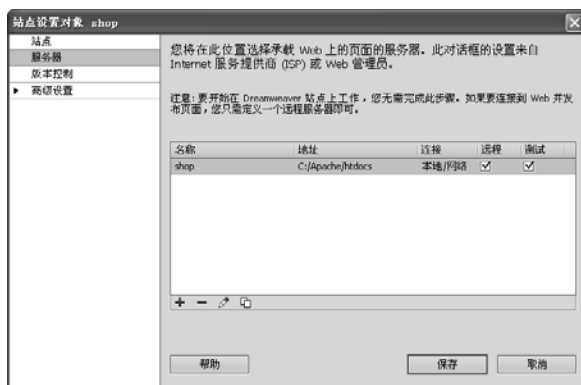 站点设置对象 shop
站点
服务器
版本控制
高级设置
您将在此位置选择承载 Web 上的页面的服务器。此对话框的设置来自
Internet 服务提供商 (ISP) 或 Web 管理员。
注意:要开始在 Dreamweaver 站点上工作，您无需完成此步骤。如果要连接到 Web 并发
布页面,您只需定义一个远程服务器即可。
名称 地址 连接 远程 测试
shop C:/Apache/htdocs 本地/网络
帮助 保存 取消